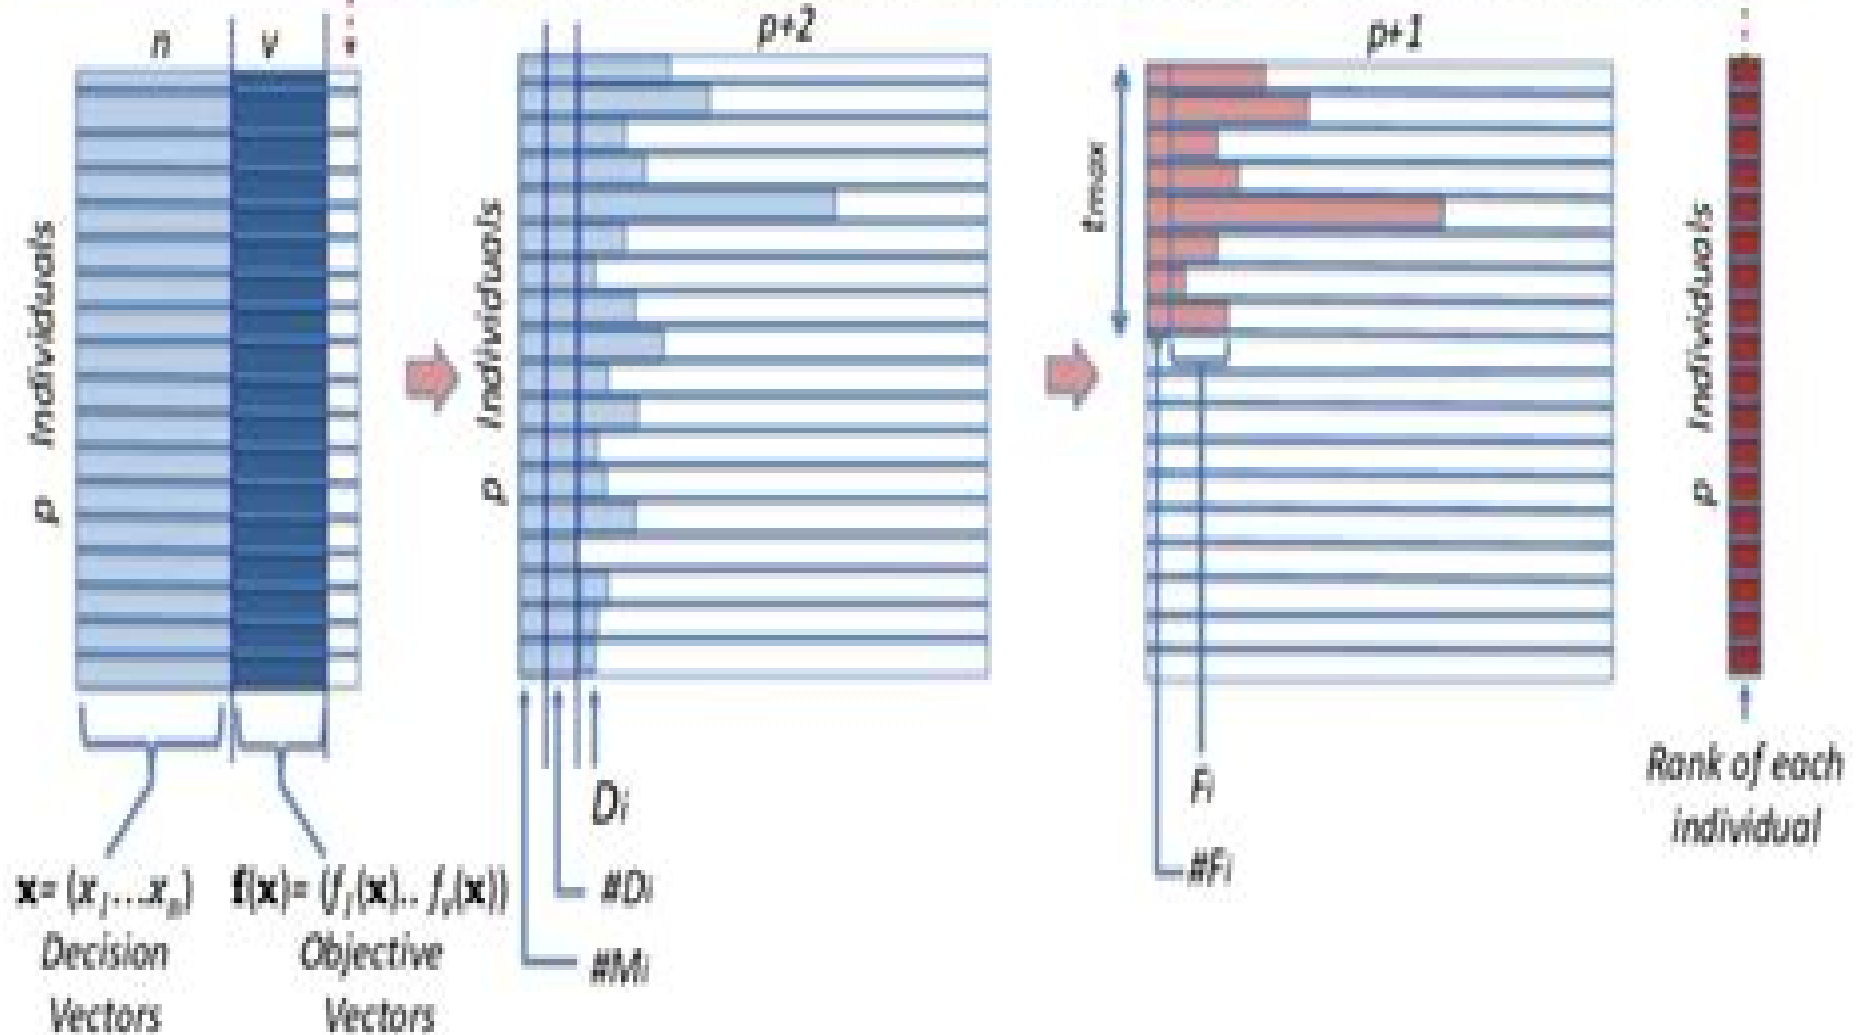 n v
p+2
p+1
p Individuals
p Individuals
tmax
p Individuals
x = (x1...xn)
Decision
Vectors
f(x)= (f1(x).. fv(x))
Objective
Vectors
Di
#Di
#Mi
Fi
#Fi
Rank of each
individual